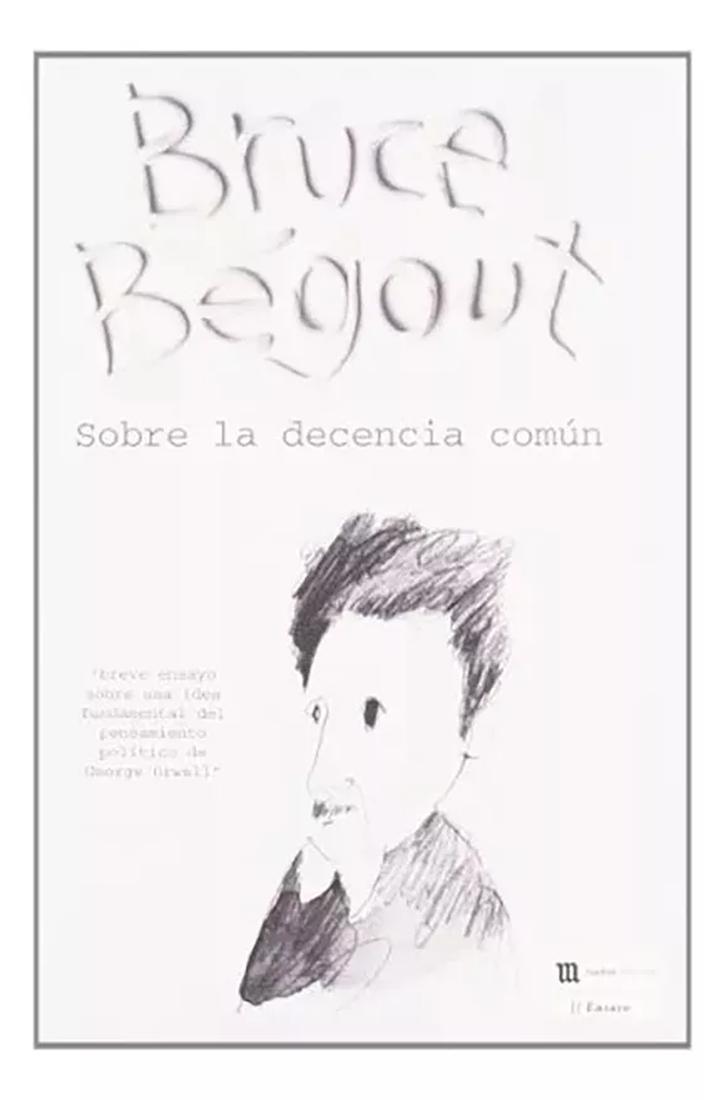 Bruce
Bégout
Sobre la decencia común
"breve ensayo
sobre una idea
fundamental del
pensamiento
político de
George Orwell"
m
// Ensayo